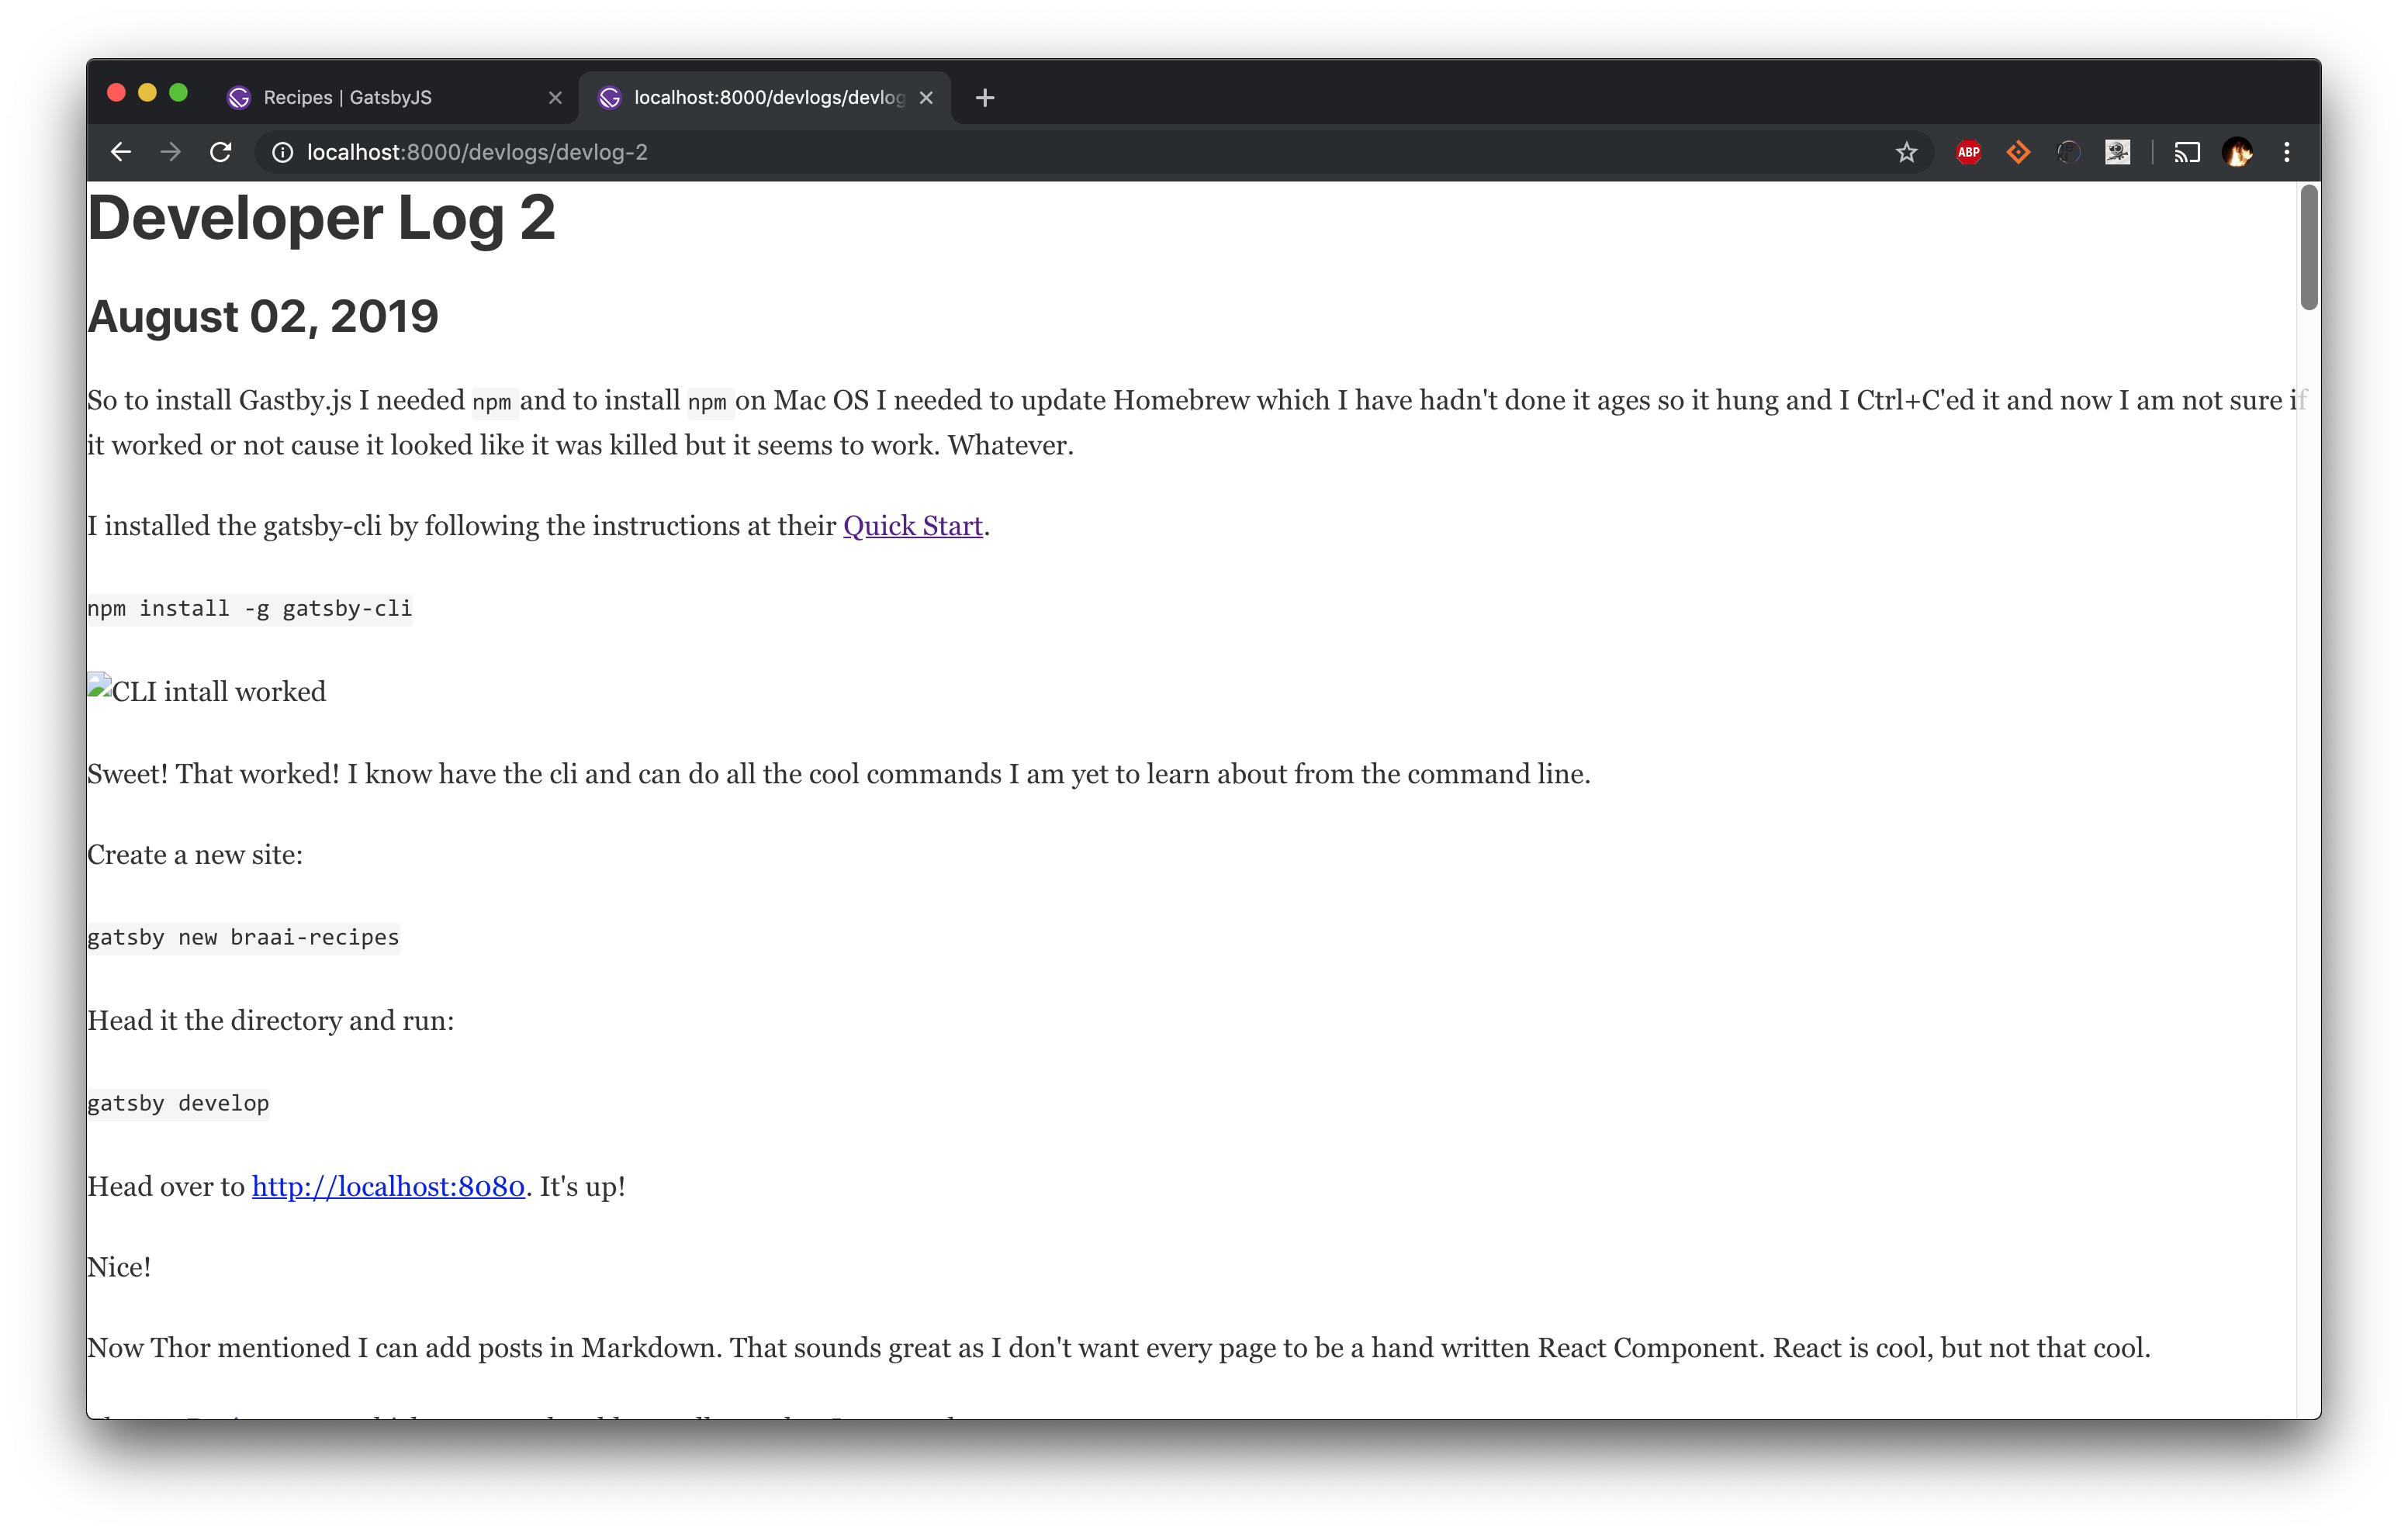 Recipes | GatsbyJS
localhost:8000/devlogs/devlog
localhost:8000/devlogs/devlog-2
ABP
Developer Log 2
August 02, 2019
So to install Gastby.js I needed npm and to install npm on Mac OS I needed to update Homebrew which I have hadn't done it ages so it hung and I Ctrl+C'ed it and now I am not sure if
it worked or not cause it looked like it was killed but it seems to work. Whatever.
I installed the gatsby-cli by following the instructions at their Quick Start.
npm install -g gatsby-cli
CLI intall worked
Sweet! That worked! I know have the cli and can do all the cool commands I am yet to learn about from the command line.
Create a new site:
gatsby new braai-recipes
Head it the directory and run:
gatsby develop
Head over to http://localhost:8080. It's up!
Nice!
Now Thor mentioned I can add posts in Markdown. That sounds great as I don't want every page to be a hand written React Component. React is cool, but not that cool.